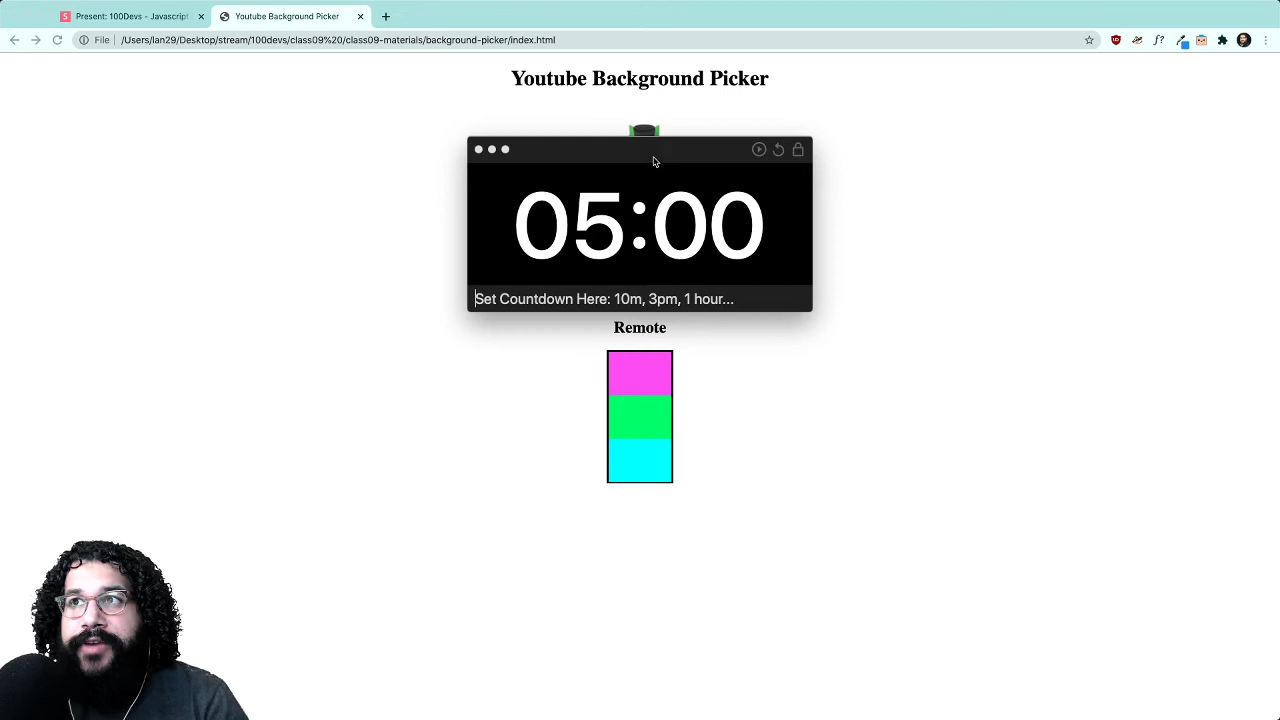 Present: 100Devs - Javascript
Youtube Background Picker
File
/Users/lan29/Desktop/stream/100devs/class09%20/class09-materials/background-picker/index.html
Youtube Background Picker
05:00
Set Countdown Here: 10m, 3pm, 1 hour...
Remote